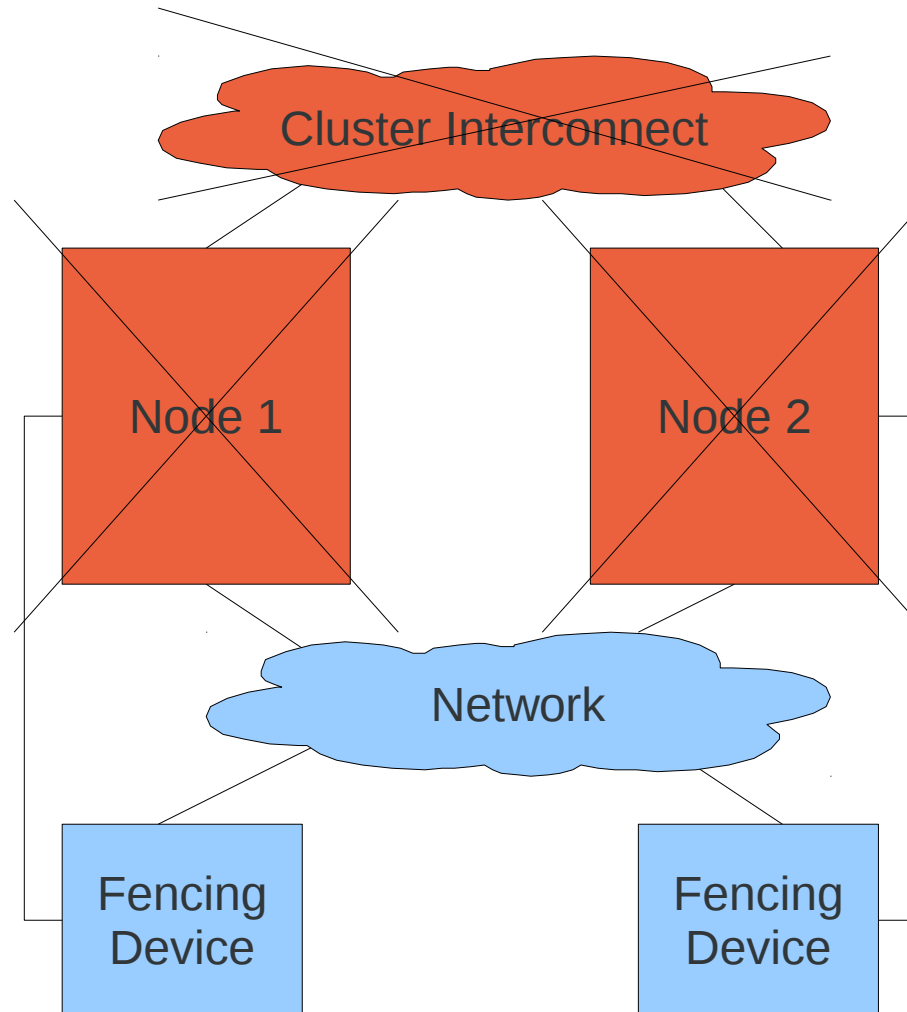 Cluster Interconnect
Node 1
Node 2
Network
Fencing
Device
Fencing
Device